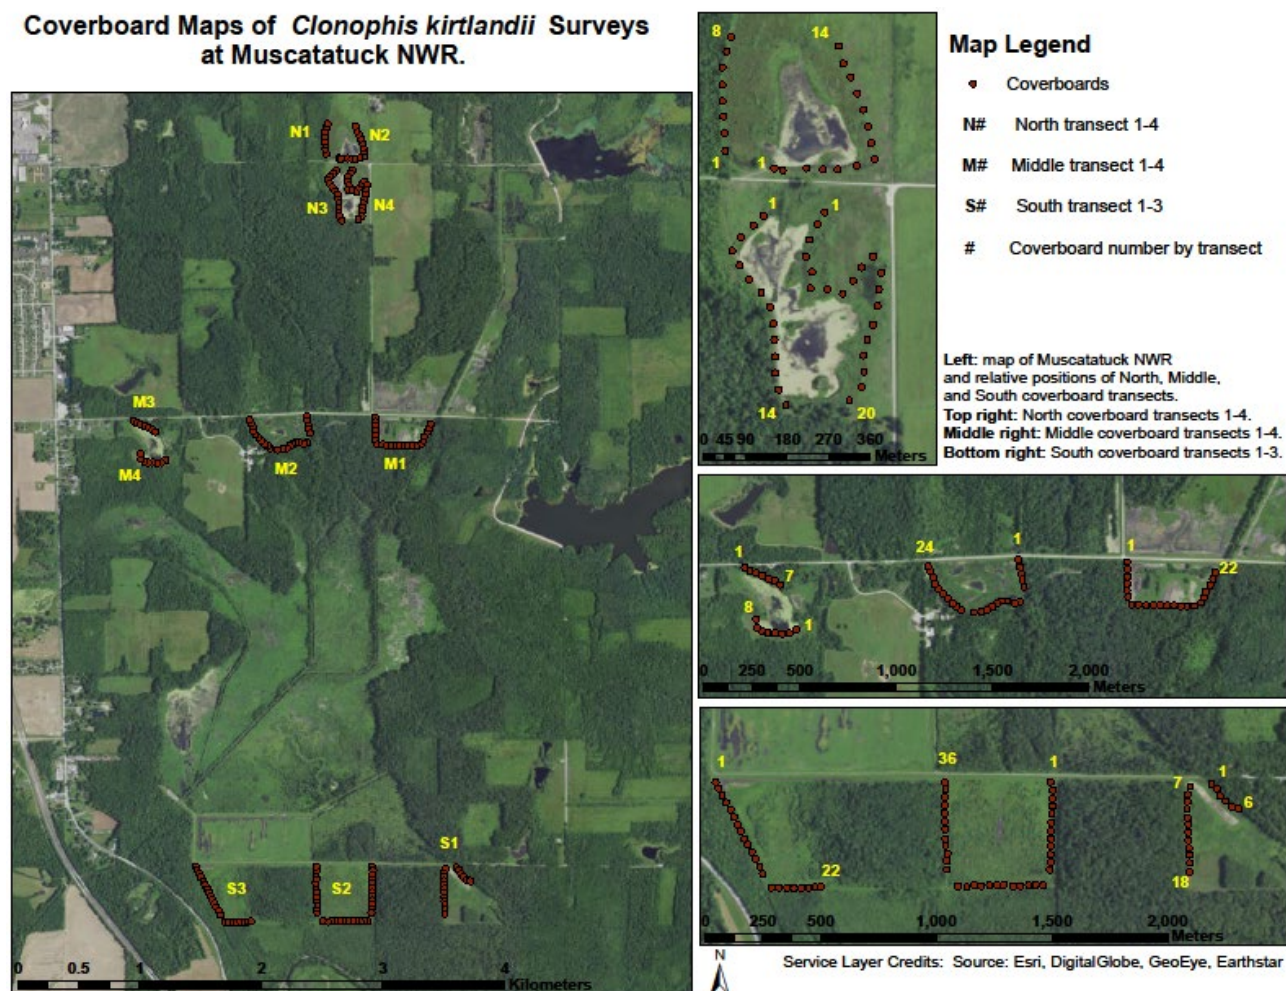 Coverboard Maps of Clonophis kirtlandii Surveys
at Muscatatuck NWR.
N1
N2
N3
N4
M3
M4
M2
M1
S1
S3
S2
0 0.5 1 2 3 4
Kilometers
8
14
1
1
1
1
14
20
0 45 90 180 270 360
Meters
Map Legend
Coverboards
N# North transect 1-4
M# Middle transect 1-4
S# South transect 1-3
# Coverboard number by transect
Left: map of Muscatatuck NWR
and relative positions of North, Middle,
and South coverboard transects.
Top right: North coverboard transects 1-4.
Middle right: Middle coverboard transects 1-4.
Bottom right: South coverboard transects 1-3.
1
7
8
1
24
1
1
22
0 250 500 1,000 1,500 2,000
Meters
1
36
1
7
1
6
22
18
0 250 500 1,000 1,500 2,000
Meters
N
Service Layer Credits: Source: Esri, DigitalGlobe, GeoEye, Earthstar